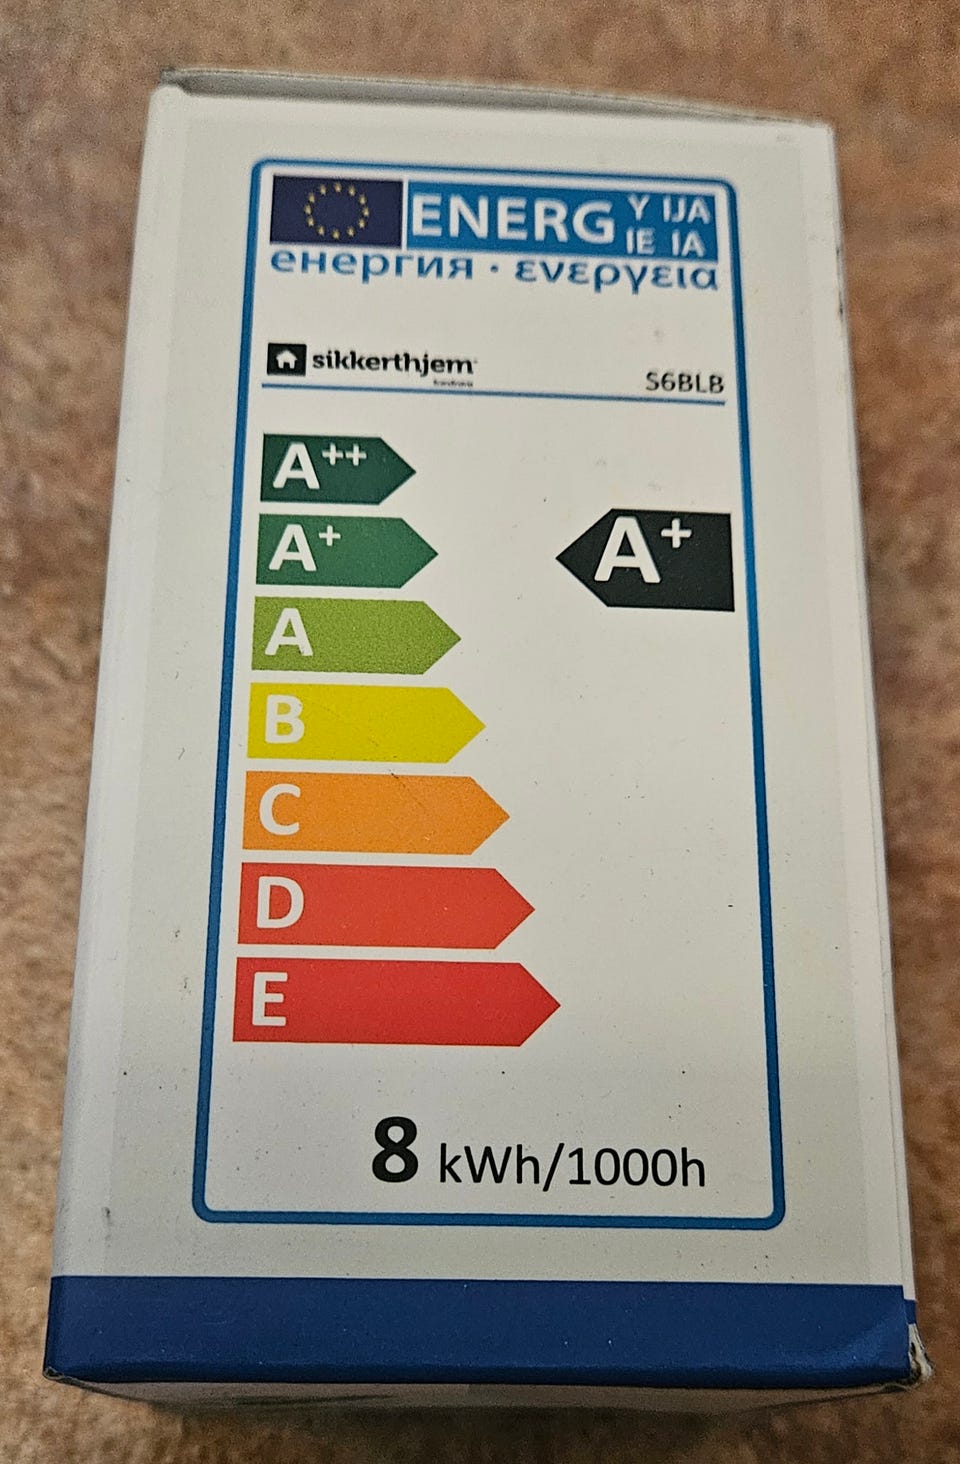 ENERG Y IJA
IE IA
енергия · ενεργεια
sikkerthjem
S6BLB
A++
A+
A+
A
B
C
D
E
8 kWh/1000h